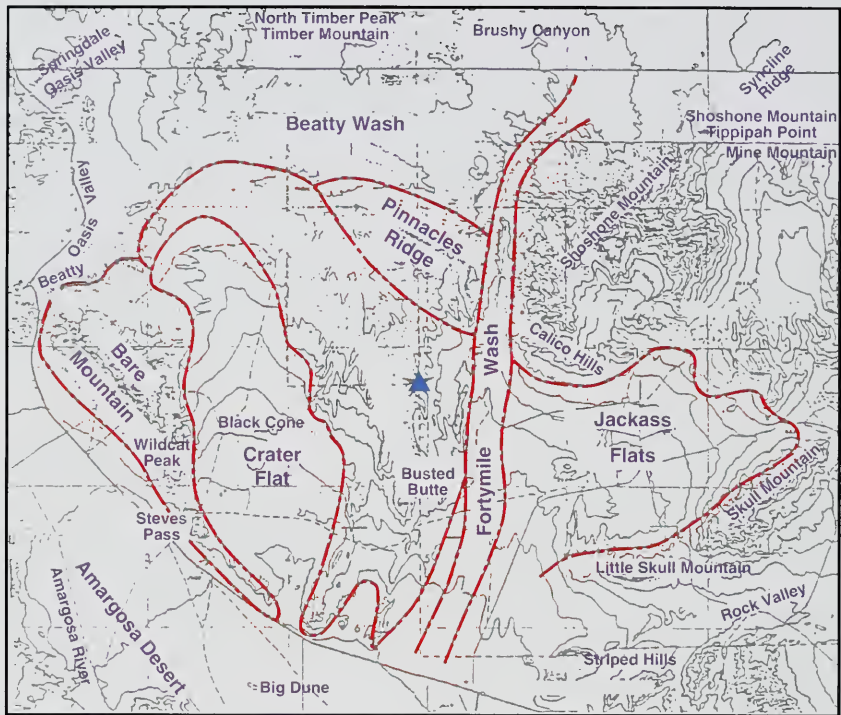 North Timber Peak
Timber Mountain
Brushy Canyon
Springdale
Oasis Valley
Syncline
Ridge
Beatty Wash
Shoshone Mountain
Tippipah Point
Mine Mountain
Oasis Valley
Pinnacles
Ridge
Shoshone Mountain
Beatty
Bare
Mountain
Wash
Calico Hills
Black Cone
Crater
Flat
Jackass
Flats
Wildcat
Peak
Busted
Butte
Fortymile
Skull Mountain
Steves
Pass
Little Skull Mountain
Amargosa Desert
Amargosa River
Rock Valley
Striped Hills
Big Dune